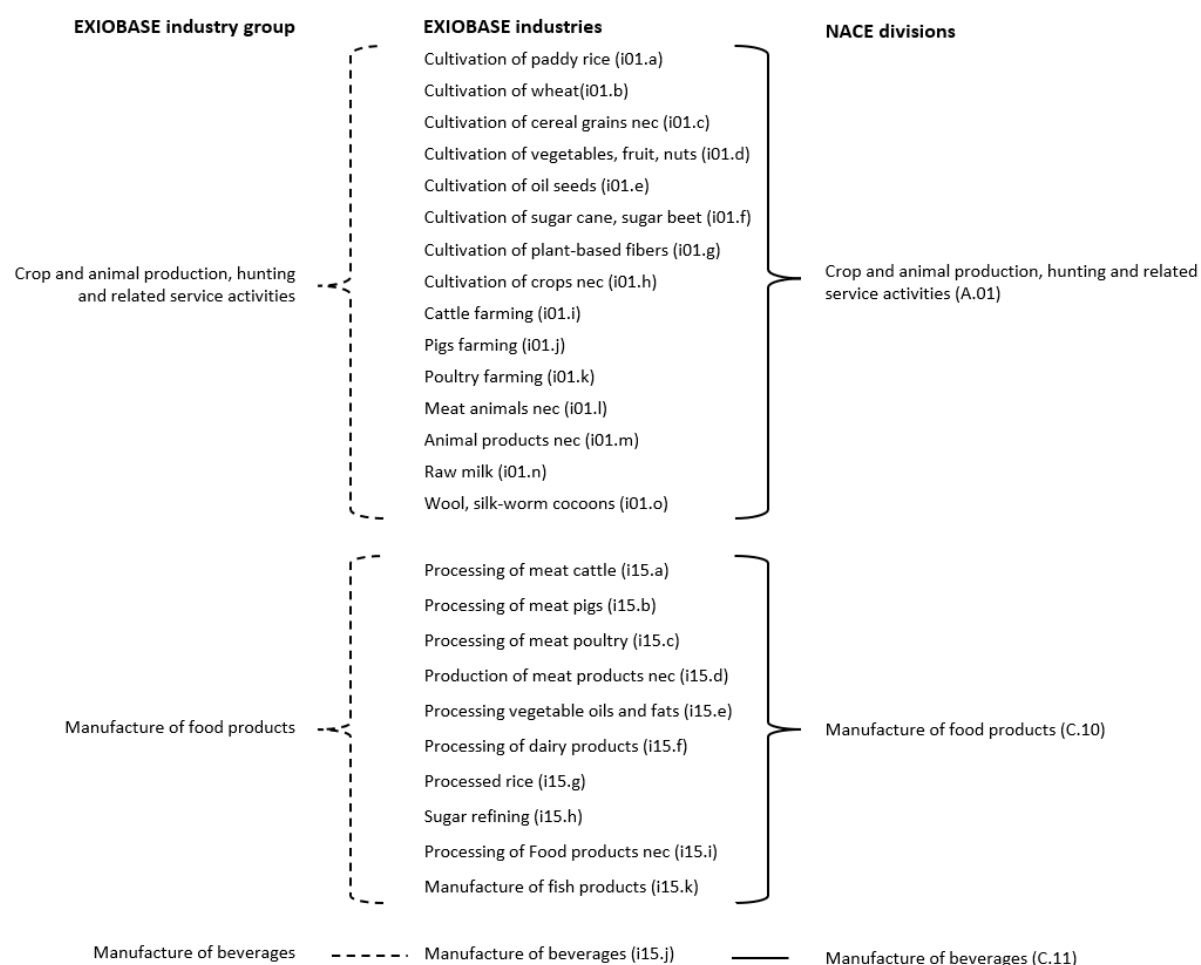 EXIOBASE industry group
EXIOBASE industries
NACE divisions
Cultivation of paddy rice (i01.a)
Cultivation of wheat(i01.b)
Cultivation of cereal grains nec (i01.c)
Cultivation of vegetables, fruit, nuts (i01.d)
Cultivation of oil seeds (i01.e)
Cultivation of sugar cane, sugar beet (i01.f)
Cultivation of plant-based fibers (i01.g)
Crop and animal production, hunting
and related service activities
Cultivation of crops nec (i01.h)
Crop and animal production, hunting and related
service activities (A.01)
Cattle farming (i01.i)
Pigs farming (i01.j)
Poultry farming (i01.k)
Meat animals nec (i01.l)
Animal products nec (i01.m)
Raw milk (i01.n)
Wool, silk-worm cocoons (i01.o)
Processing of meat cattle (i15.a)
Processing of meat pigs (i15.b)
Processing of meat poultry (i15.c)
Production of meat products nec (i15.d)
Processing vegetable oils and fats (i15.e)
Manufacture of food products
Manufacture of food products (C.10)
Processing of dairy products (i15.f)
Processed rice (i15.g)
Sugar refining (i15.h)
Processing of Food products nec (i15.i)
Manufacture of fish products (i15.k)
Manufacture of beverages
Manufacture of beverages (i15.j)
Manufacture of beverages (C.11)